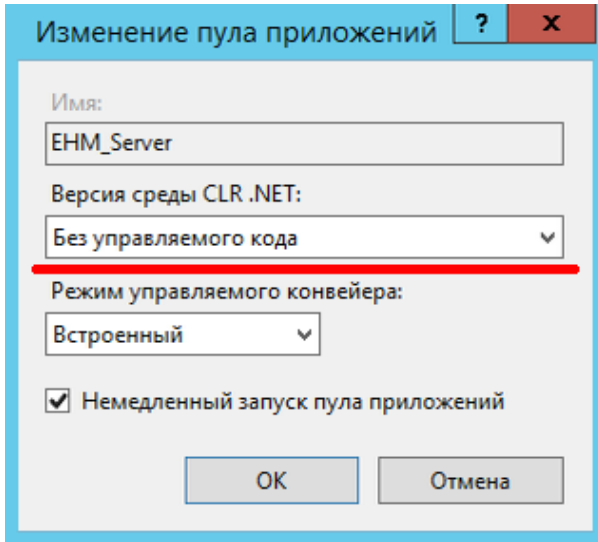 Изменение пула приложений ? x
Имя:
EHM_Server
Версия среды CLR .NET:
Без управляемого кода
Режим управляемого конвейера:
Встроенный
Немедленный запуск пула приложений
ОК Отмена